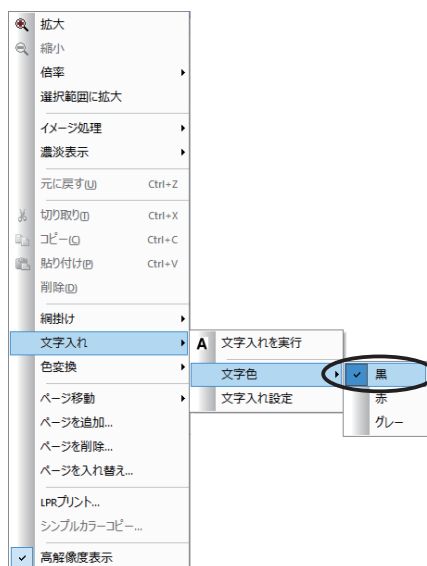 拡大
縮小
倍率
選択範囲に拡大
イメージ処理
濃淡表示
元に戻す(U) Ctrl+Z
切り取り(T) Ctrl+X
コピー(C) Ctrl+C
貼り付け(P) Ctrl+V
削除(D)
網掛け
文字入れ
A 文字入れを実行
色変換
文字色
黒
ページ移動
文字入れ設定
赤
ページを追加...
グレー
ページを削除...
ページを入れ替え...
LPRプリント...
シンプルカラーコピー...
高解像度表示